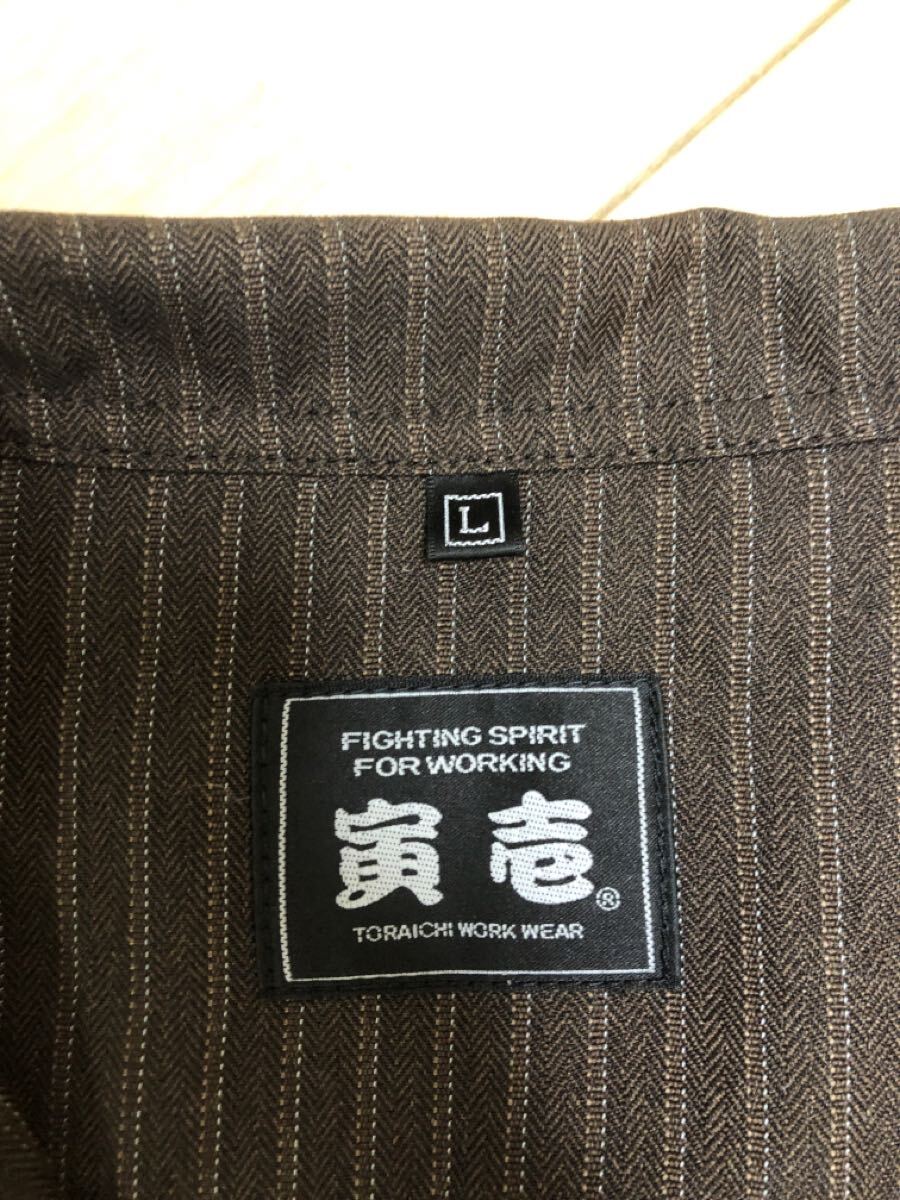 L
FIGHTING SPIRIT
FOR WORKING
寅壱®
TORAICHI WORK WEAR